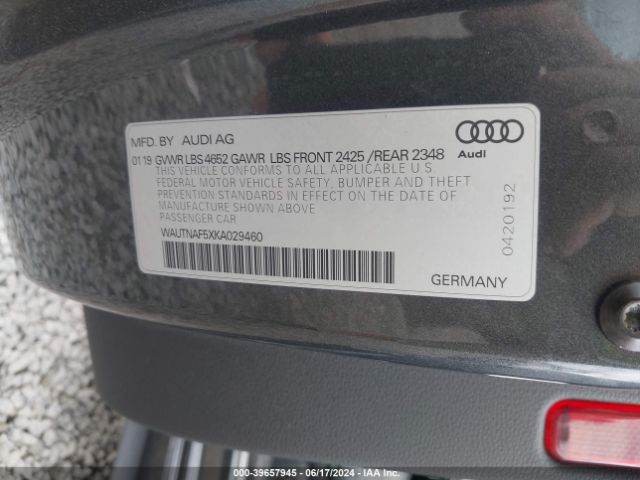 MFD. BY AUDI AG
01 19 GVWR LBS 4652 GAWR LBS FRONT 2425 /REAR 2348
THIS VEHICLE CONFORMS TO ALL APPLICABLE U.S
FEDERAL MOTOR VEHICLE SAFETY, BUMPER AND THEFT
PREVENTION STANDARDS IN EFFECT ON THE DATE OF
MANUFACTURE SHOWN ABOVE
PASSENGER CAR
WAUTNAF5XKA029460
Audi
0420192
GERMANY
000-39657945 - 06/17/2024 - IAA Inc.